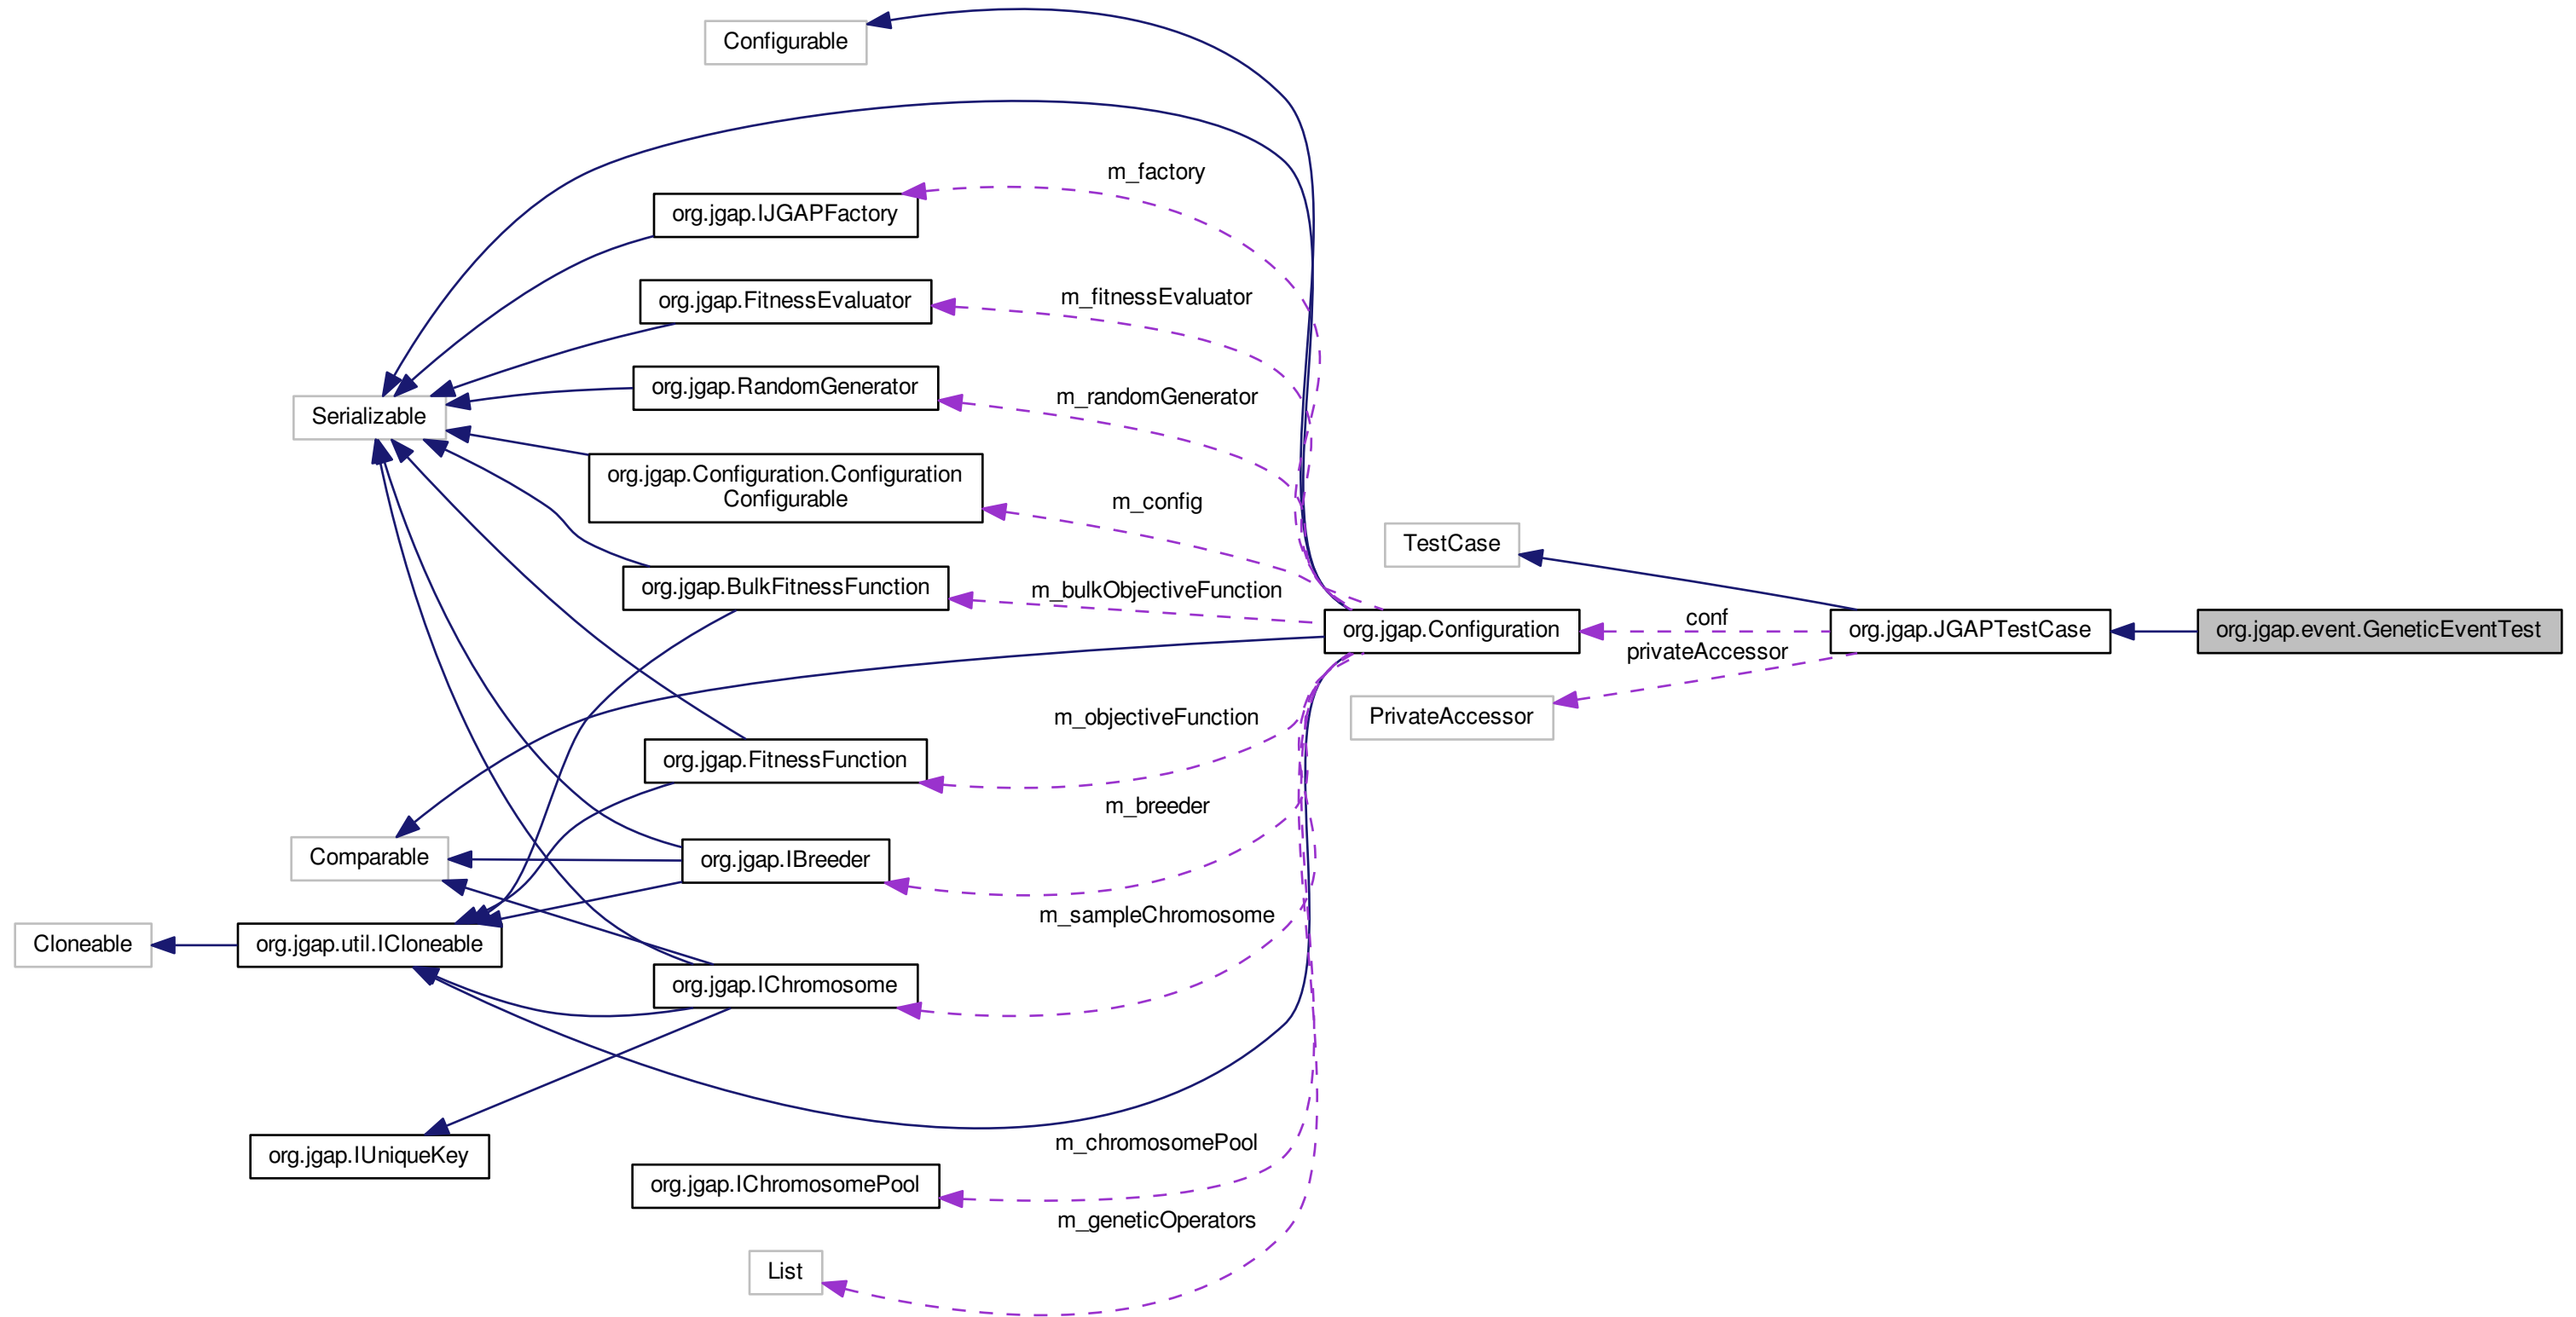 Configurable
m_factory
org.jgap.IJGAPFactory
m_fitnessEvaluator
org.jgap.FitnessEvaluator
m_randomGenerator
org.jgap.RandomGenerator
Serializable
org.jgap.Configuration.Configuration
Configurable
m_config
TestCase
m_bulkObjectiveFunction
org.jgap.BulkFitnessFunction
org.jgap.Configuration
conf
privateAccessor
org.jgap.JGAPTestCase
org.jgap.event.GeneticEventTest
PrivateAccessor
m_objectiveFunction
org.jgap.FitnessFunction
m_breeder
Comparable
org.jgap.IBreeder
m_sampleChromosome
Cloneable
org.jgap.util.ICloneable
org.jgap.IChromosome
m_chromosomePool
org.jgap.IUniqueKey
org.jgap.IChromosomePool
m_geneticOperators
List